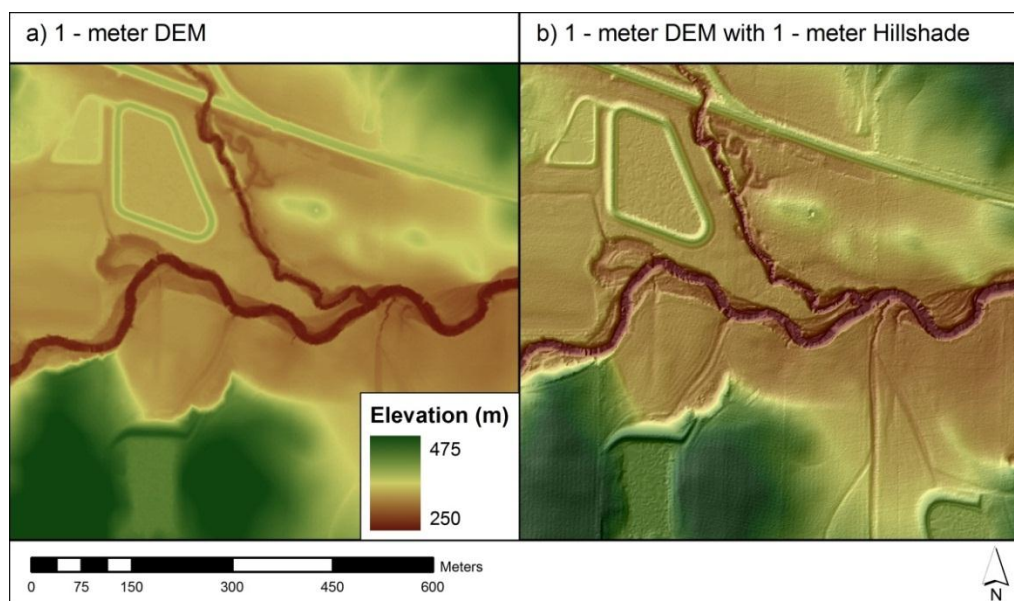 a) 1 - meter DEM
b) 1 - meter DEM with 1 - meter Hillshade
Elevation (m)
475
250
Meters
0 75 150 300 450 600
N